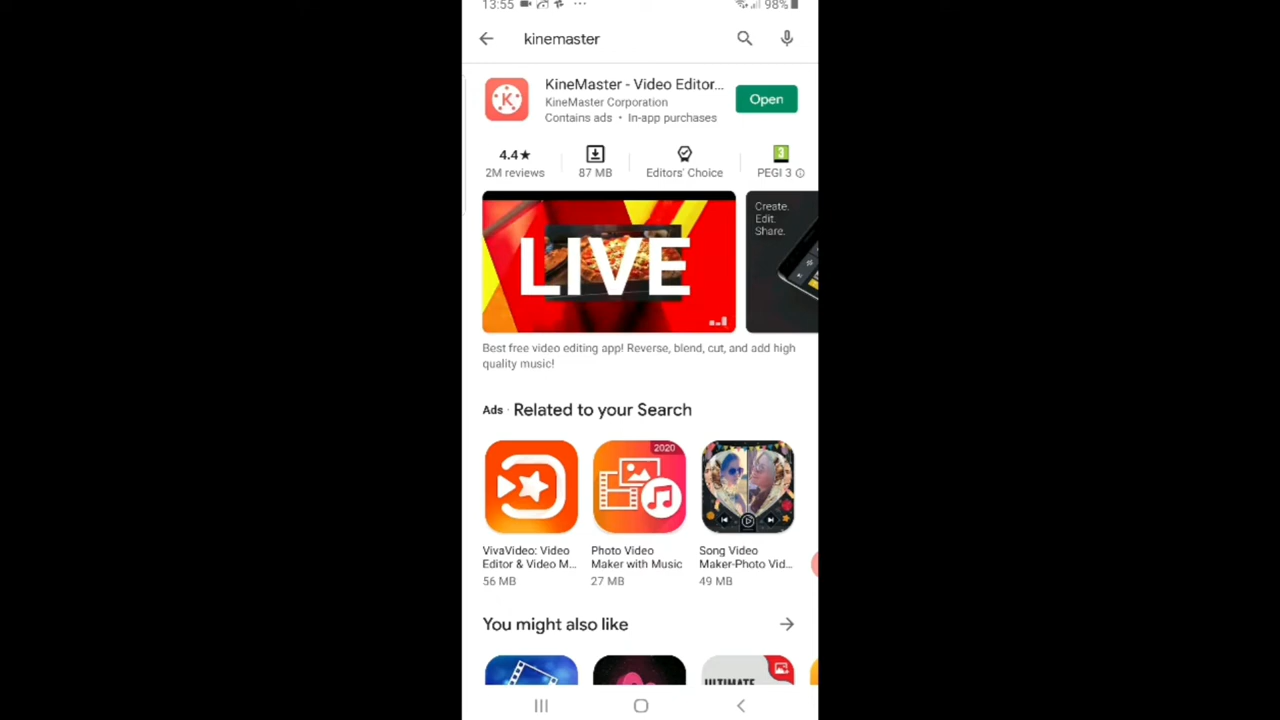 13:55
98%
kinemaster
KineMaster - Video Editor...
KineMaster Corporation
Contains ads • In-app purchases
Open
K
4.4★
2M reviews
87 MB
Editors' Choice
3
PEGI 3
LIVE
Create.
Edit.
Share.
Best free video editing app! Reverse, blend, cut, and add high
quality music!
Ads · Related to your Search
2020
VivaVideo: Video
Editor & Video M...
56 MB
Photo Video
Maker with Music
27 MB
Song Video
Maker-Photo Vid...
49 MB
You might also like
ULTIMATE